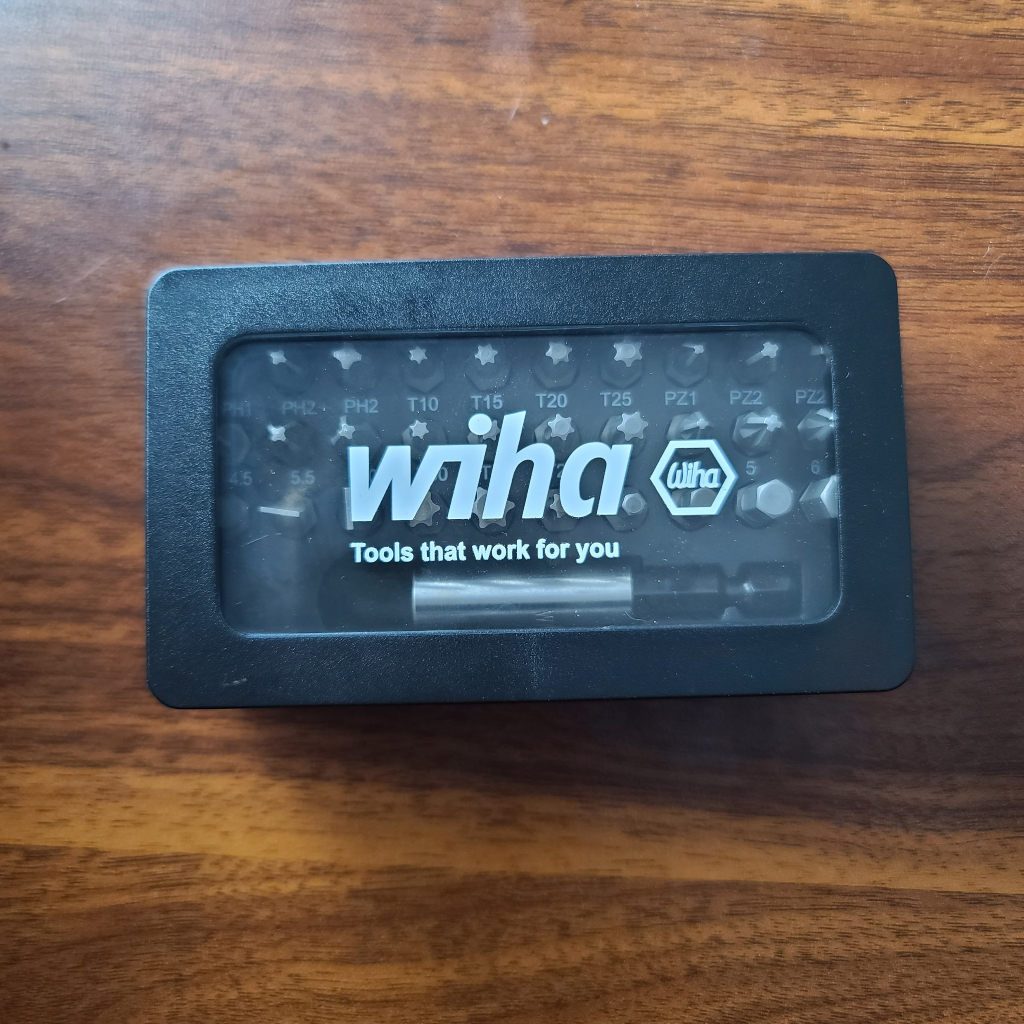 PH1 PH2 PH2 T10 T15 T20 T25 PZ1 PZ2 PZ2
4.5 5.5 5 6
wiha Wiha
Tools that work for you